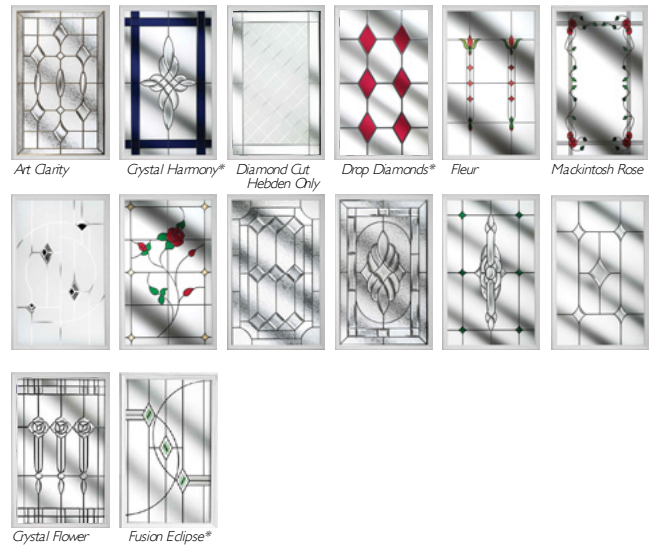 Art Clarity
Crystal Harmony*
Diamond Cut
Hebden Only
Drop Diamonds*
Fleur
Mackintosh Rose
Crystal Flower
Fusion Eclipse*